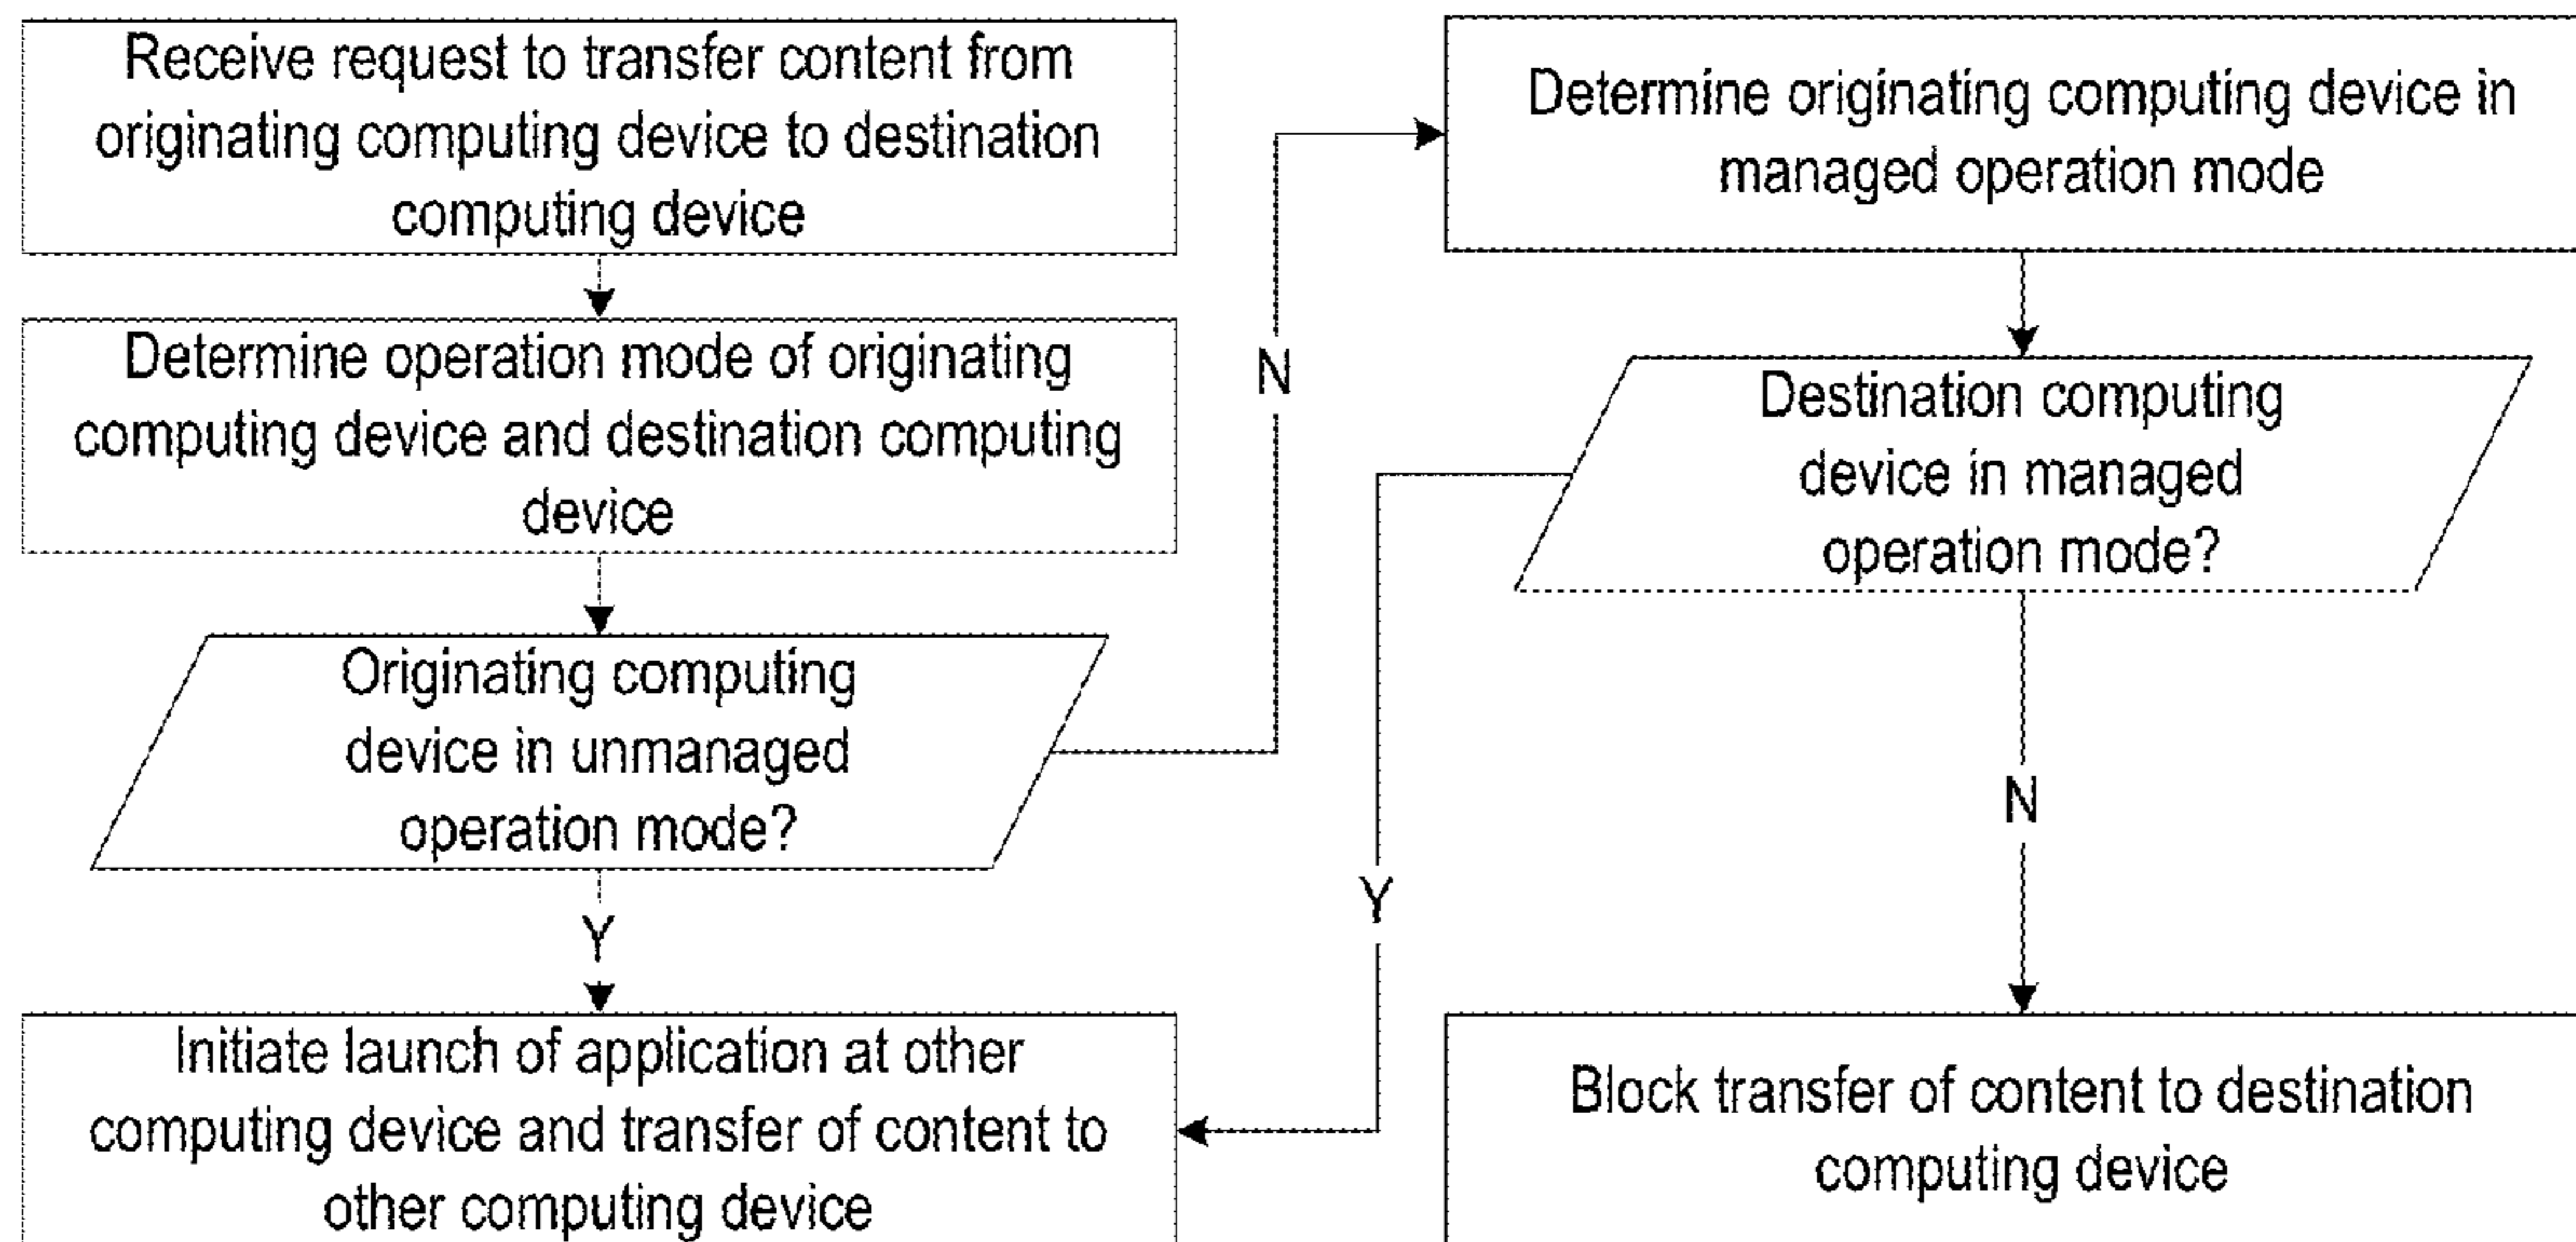 Receive request to transfer content from
originating computing device to destination
computing device
Determine operation mode of originating
computing device and destination computing
device
Originating computing
device in unmanaged
operation mode?
Y
Initiate launch of application at other
computing device and transfer of content to
other computing device
N
Determine originating computing device in
managed operation mode
Destination computing
device in managed
operation mode?
Y
N
Block transfer of content to destination
computing device